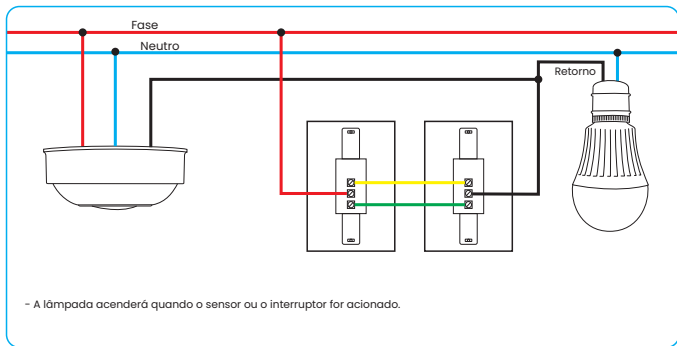 Fase
Neutro
Retorno
- A lâmpada acenderá quando o sensor ou o interruptor for acionado.